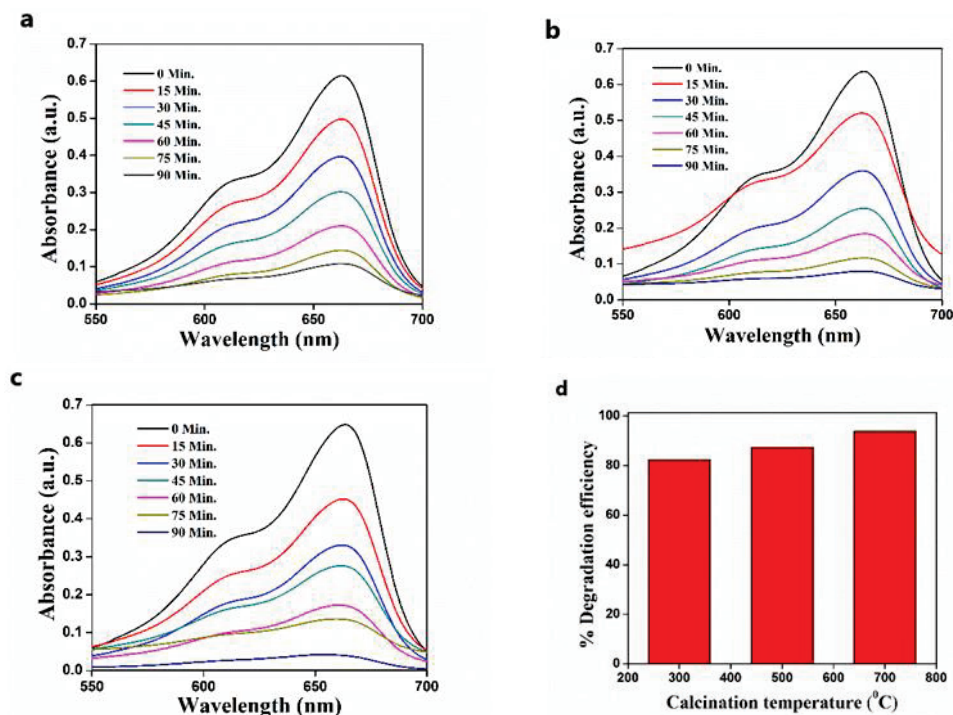 a
0.7
0.6
0.5
0.4
0.3
0.2
0.1
0.0
Absorbance (a.u.)
0 Min.
15 Min.
30 Min.
45 Min.
60 Min.
75 Min.
90 Min.
550
600
650
700
Wavelength (nm)
b
0.7
0.6
0.5
0.4
0.3
0.2
0.1
0.0
Absorbance (a.u.)
0 Min.
15 Min.
30 Min.
45 Min.
60 Min.
75 Min.
90 Min.
550
600
650
700
Wavelength (nm)
c
0.7
0.6
0.5
0.4
0.3
0.2
0.1
0.0
Absorbance (a.u.)
0 Min.
15 Min.
30 Min.
45 Min.
60 Min.
75 Min.
90 Min.
550
600
650
700
Wavelength (nm)
d
100
80
60
40
20
0
% Degradation efficiency
200
300
400
500
600
700
800
Calcination temperature (⁰C)